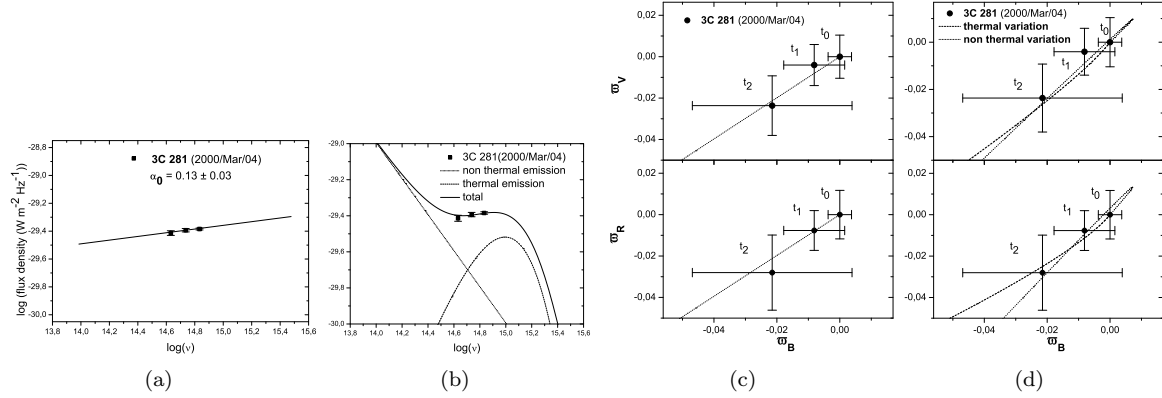 3C 281 (2000/Mar/04)
α0 = 0.13 ± 0.03
log (flux density (W m-2 Hz-1))
-28,8
-29,0
-29,2
-29,4
-29,6
-29,8
-30,0
13,8 14,0 14,2 14,4 14,6 14,8 15,0 15,2 15,4 15,6
log(ν)
(a)
3C 281(2000/Mar/04)
non thermal emission
thermal emission
total
-29,0
-29,2
-29,4
-29,6
-29,8
-30,0
13,8 14,0 14,2 14,4 14,6 14,8 15,0 15,2 15,4 15,6
log(ν)
(b)
3C 281 (2000/Mar/04)
0,02
0,00
-0,02
-0,04
ϖV
t0
t1
t2
0,00
-0,02
-0,04
ϖR
t0
t1
t2
-0,04 -0,02 0,00
ϖB
(c)
3C 281 (2000/Mar/04)
thermal variation
non thermal variation
0,02
0,00
-0,02
-0,04
t0
t1
t2
0,00
-0,02
-0,04
t0
t1
t2
-0,04 -0,02 0,00
ϖB
(d)